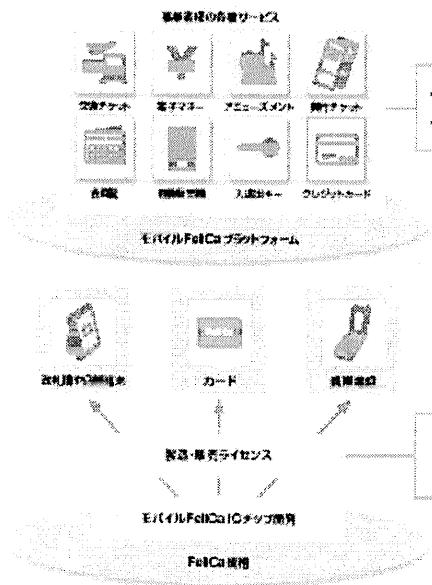 事業者様の各種サービス
交通チケット 電子マネー アミューズメント 興行チケット
会員証 自動販売機 入退出キー クレジットカード
モバイルFeliCaプラットフォーム
カード 携帯電話
製造・販売ライセンス
モバイルFeliCa ICチップ開発
FeliCa技術